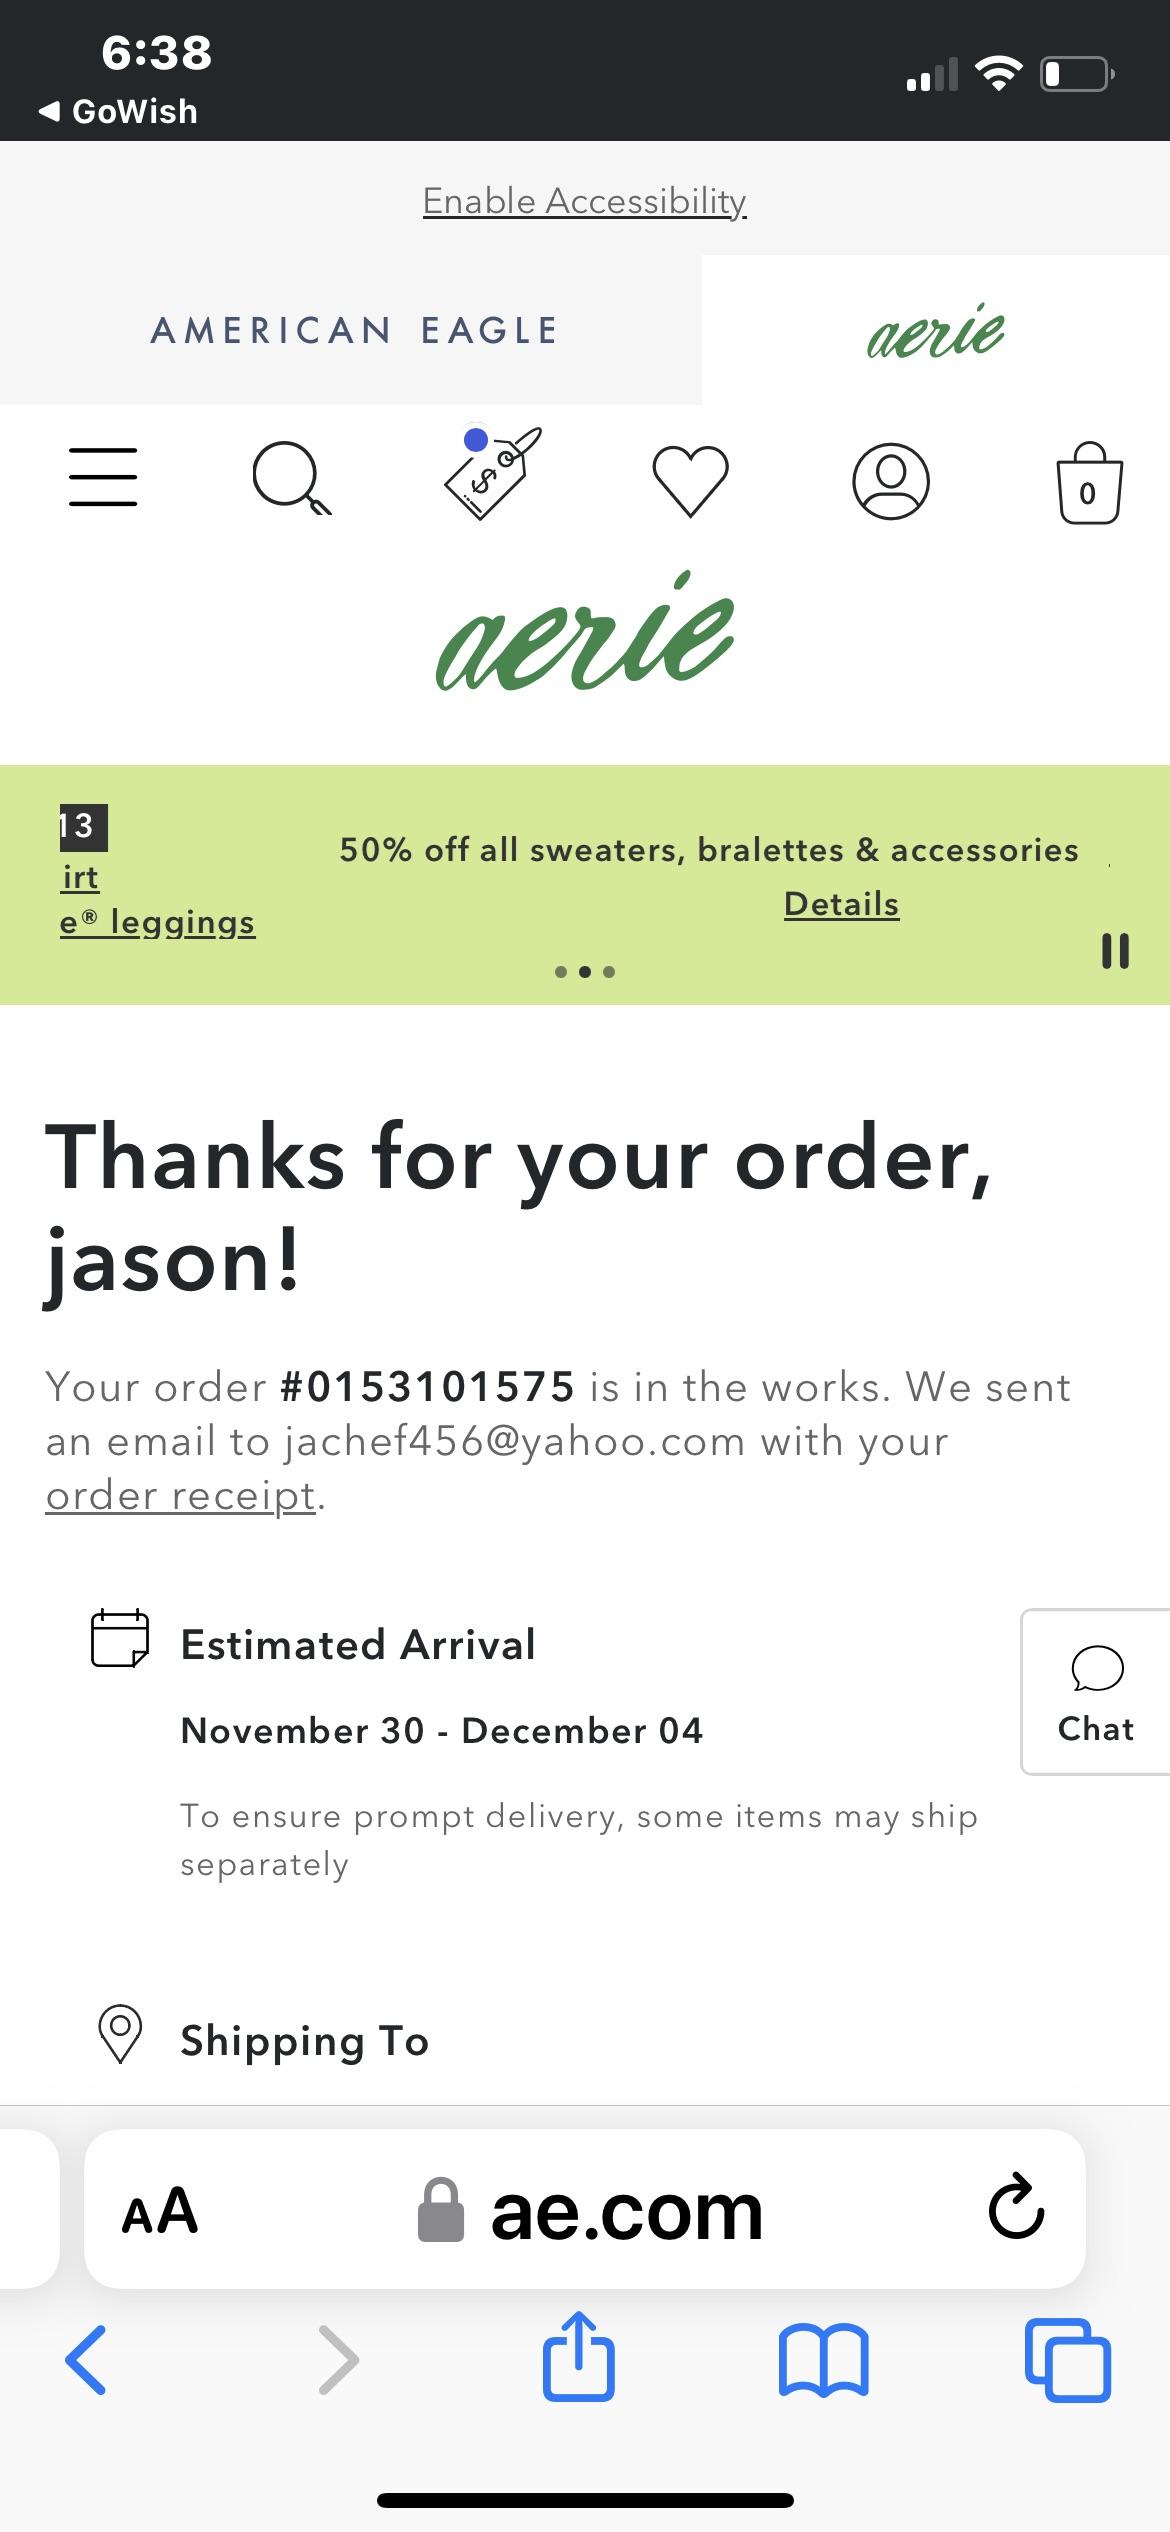 6:38
◀ GoWish
Enable Accessibility
AMERICAN EAGLE
aerie
$
0
aerie
13
irt
e® leggings
50% off all sweaters, bralettes & accessories
Details
Thanks for your order,
jason!
Your order #0153101575 is in the works. We sent
an email to jachef456@yahoo.com with your
order receipt.
Estimated Arrival
November 30 - December 04
To ensure prompt delivery, some items may ship
separately
Chat
Shipping To
AA
ae.com